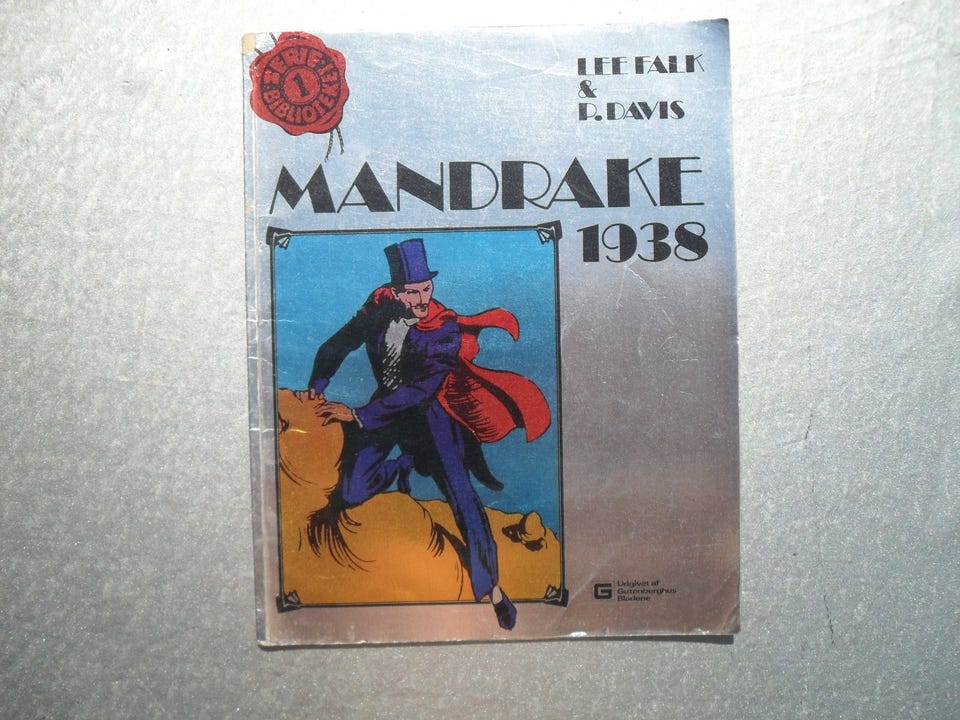 SERIE
1
BIBLIOTEKET
LEE FALK
&
P. DAVIS
MANDRAKE
1938
G
Udgivet af
Gutenberghus
Bladene